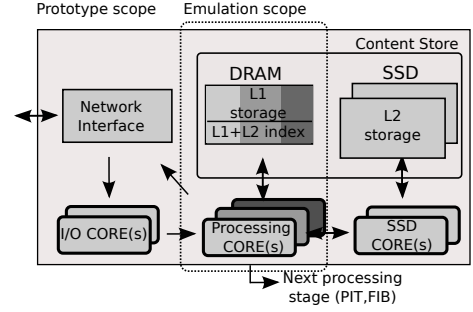 Prototype scope
Emulation scope
Content Store
DRAM
SSD
L1
storage
L1+L2 index
L2
storage
Network
Interface
I/O CORE(s)
Processing
CORE(s)
SSD
CORE(s)
Next processing
stage (PIT,FIB)